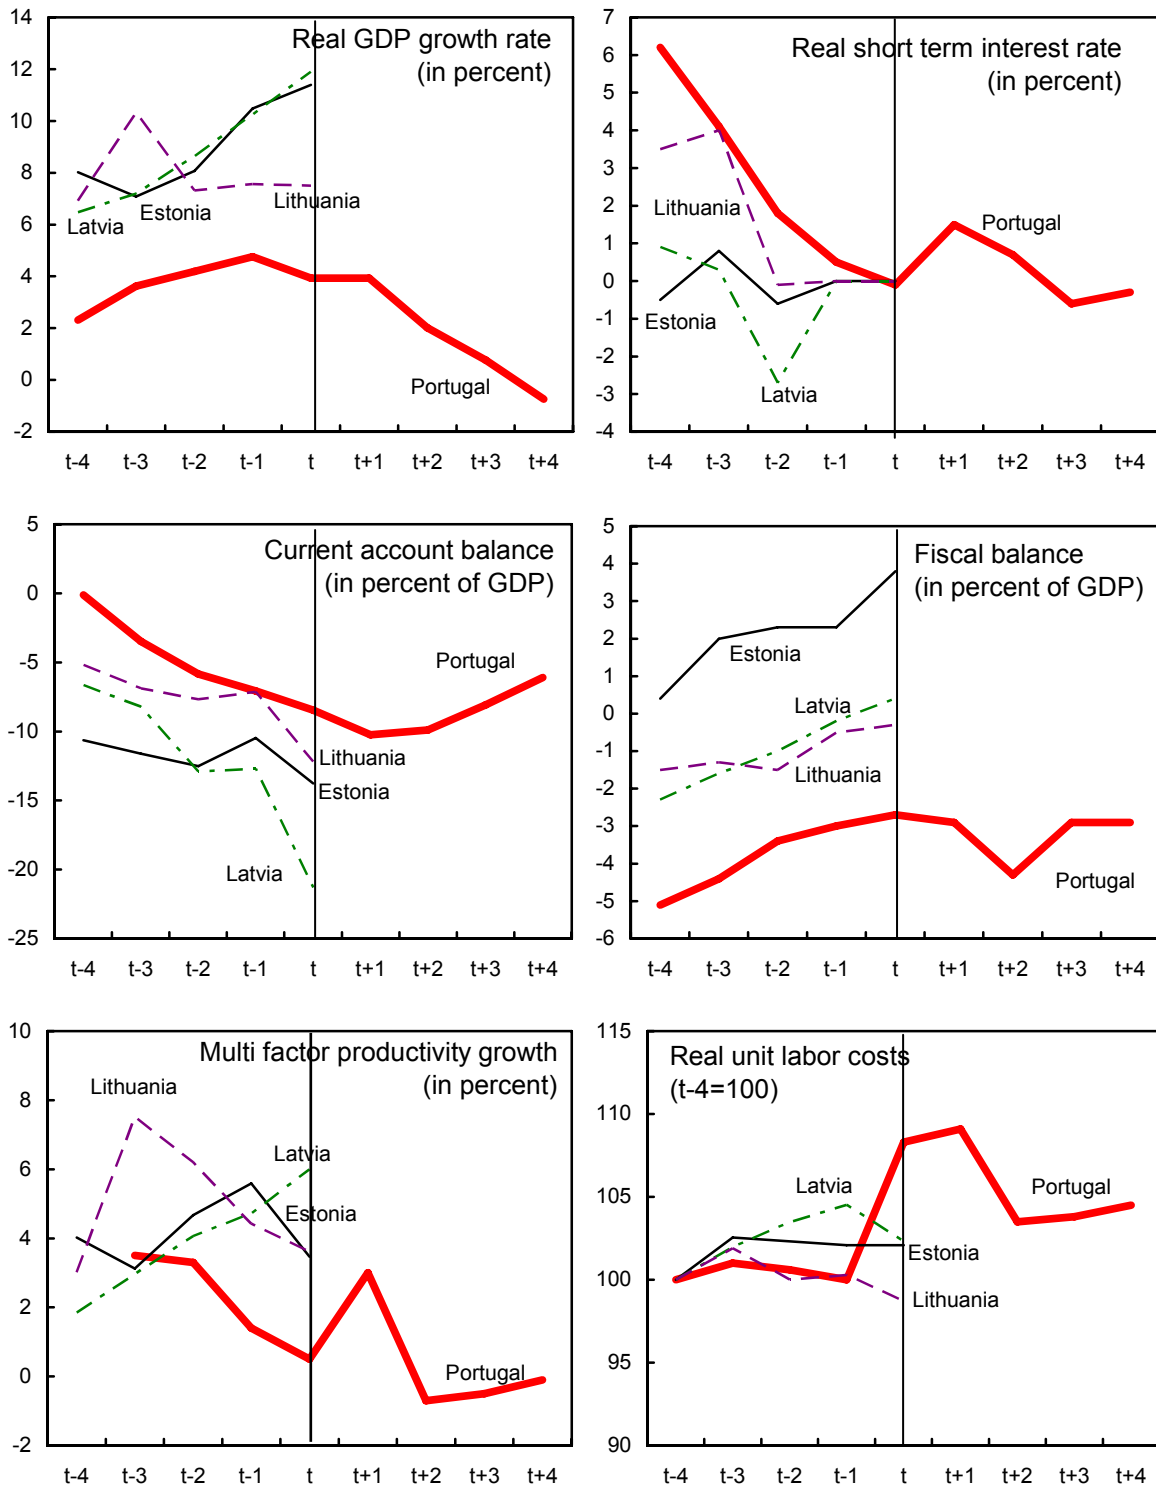 Real GDP growth rate
(in percent)
14
12
10
8
6
4
2
0
-2
Latvia
Estonia
Lithuania
Portugal
t-4 t-3 t-2 t-1 t t+1 t+2 t+3 t+4
Real short term interest rate
(in percent)
7
6
5
4
3
2
1
0
-1
-2
-3
-4
Lithuania
Portugal
Estonia
Latvia
t-4 t-3 t-2 t-1 t t+1 t+2 t+3 t+4
Current account balance
(in percent of GDP)
5
0
-5
-10
-15
-20
-25
Portugal
Lithuania
Estonia
Latvia
t-4 t-3 t-2 t-1 t t+1 t+2 t+3 t+4
Fiscal balance
(in percent of GDP)
5
4
3
2
1
0
-1
-2
-3
-4
-5
-6
Estonia
Latvia
Lithuania
Portugal
t-4 t-3 t-2 t-1 t t+1 t+2 t+3 t+4
Multi factor productivity growth
(in percent)
10
8
6
4
2
0
-2
Lithuania
Latvia
Estonia
Portugal
t-4 t-3 t-2 t-1 t t+1 t+2 t+3 t+4
Real unit labor costs
(t-4=100)
115
110
105
100
95
90
Latvia
Portugal
Estonia
Lithuania
t-4 t-3 t-2 t-1 t t+1 t+2 t+3 t+4